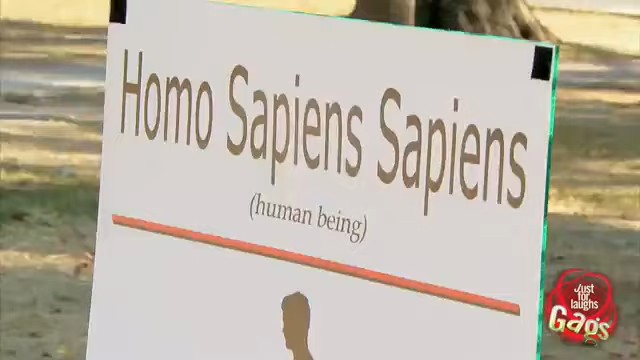 Homo Sapiens Sapiens
(human being)
Just
for
laughs
Gags